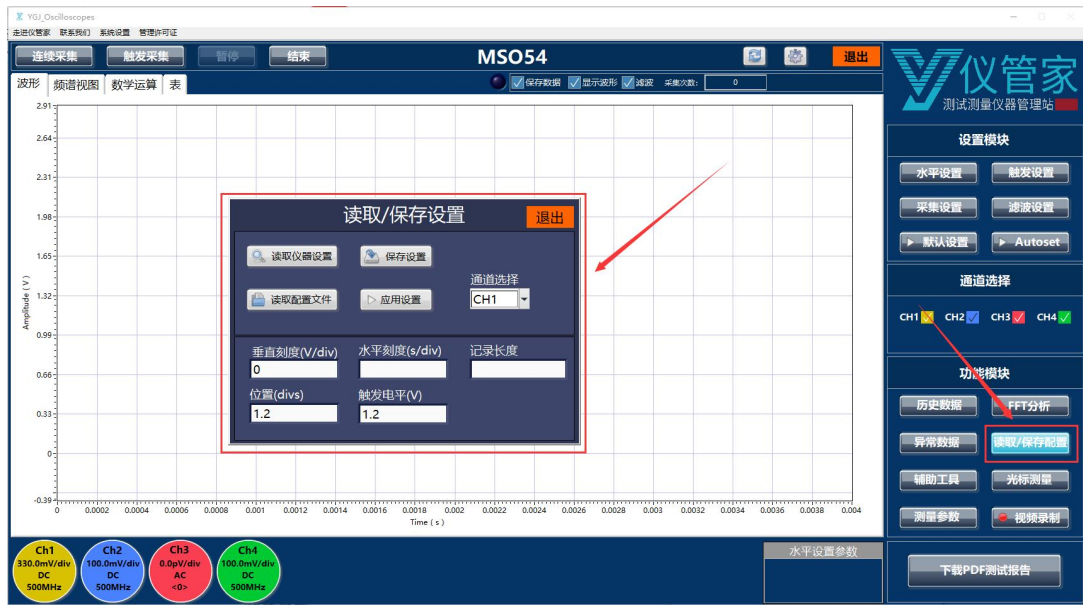 YGJ_Oscilloscopes
走进仪管家 联系我们 系统设置 管理许可证
连续采集 触发采集 暂停 结束 MSO54 退出
波形 频谱视图 数学运算 表 保存数据 显示波形 滤波 采集次数: 0
仪管家
测试测量仪器管理站
设置模块
水平设置 触发设置
采集设置 滤波设置
默认设置 Autoset
通道选择
CH1 CH2 CH3 CH4
功能模块
历史数据 FFT分析
异常数据 读取/保存配置
辅助工具 光标测量
测量参数 视频录制
下载PDF测试报告
2.91
2.64
2.31
1.98
1.65
1.32
0.99
0.66
0.33
0
-0.39
Amplitude ( V )
读取/保存设置 退出
读取仪器设置 保存设置
通道选择
读取配置文件 应用设置 CH1
垂直刻度(V/div) 水平刻度(s/div) 记录长度
0
位置(divs) 触发电平(V)
1.2 1.2
0 0.0002 0.0004 0.0006 0.0008 0.001 0.0012 0.0014 0.0016 0.0018 0.002 0.0022 0.0024 0.0026 0.0028 0.003 0.0032 0.0034 0.0036 0.0038 0.004
Time ( s )
Ch1
330.0mV/div
DC
500MHz
Ch2
100.0mV/div
DC
500MHz
Ch3
0.0pV/div
AC
<0>
Ch4
100.0mV/div
DC
500MHz
水平设置参数